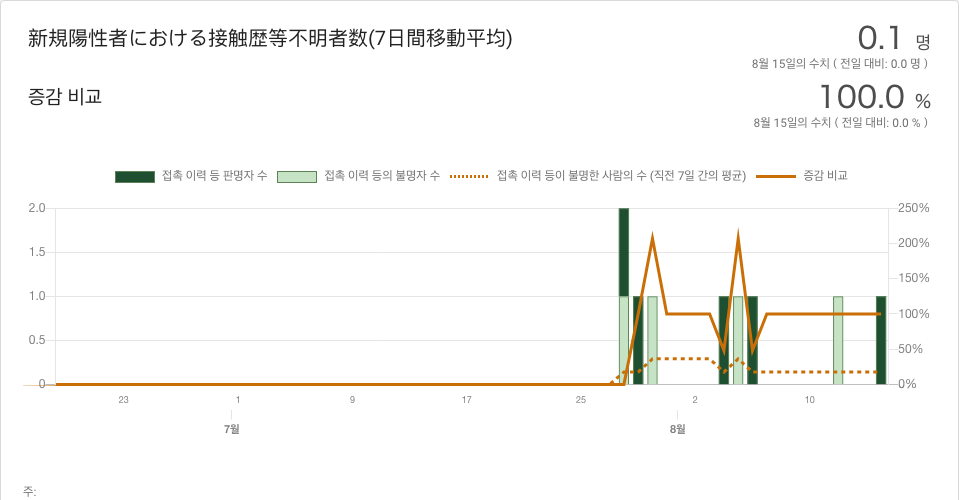 新規陽性者における接触歴等不明者数(7日間移動平均)
0.1 名
8월 15일의 수치 ( 전일 대비: 0.0 명 )
증감 비교
100.0 %
8월 15일의 수치 ( 전일 대비: 0.0 % )
접촉 이력 등 판명자 수 접촉 이력 등의 불명자 수 접촉 이력 등이 불명한 사람의 수 (직전 7일 간의 평균) 증감 비교
2.0 250%
200%
1.5
150%
1.0
100%
0.5
50%
0 0%
23 1 9 17 25 2 10
7월 8월
주: